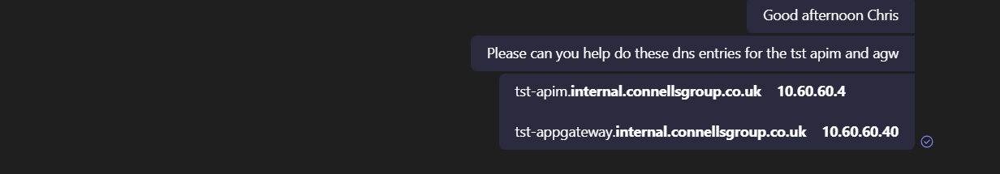 Good afternoon Chris
Please can you help do these dns entries for the tst apim and agw
tst-apim.internal.connellsgroup.co.uk 10.60.60.4
tst-appgateway.internal.connellsgroup.co.uk 10.60.60.40